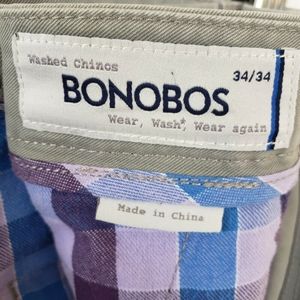 Washed Chinos
34/34
BONOBOS
Wear, Wash*, Wear again
Made in China